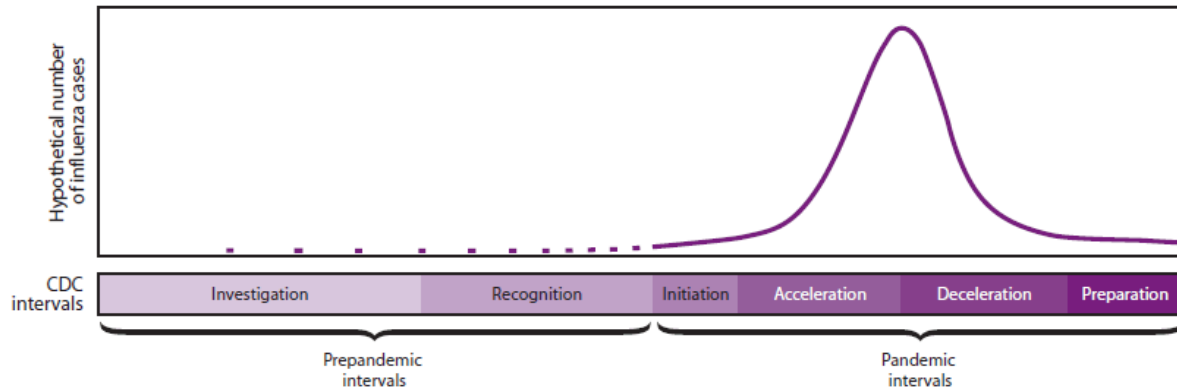 Hypothetical number
of influenza cases
CDC
intervals
Investigation
Recognition
Initiation
Acceleration
Deceleration
Preparation
Prepandemic
intervals
Pandemic
intervals